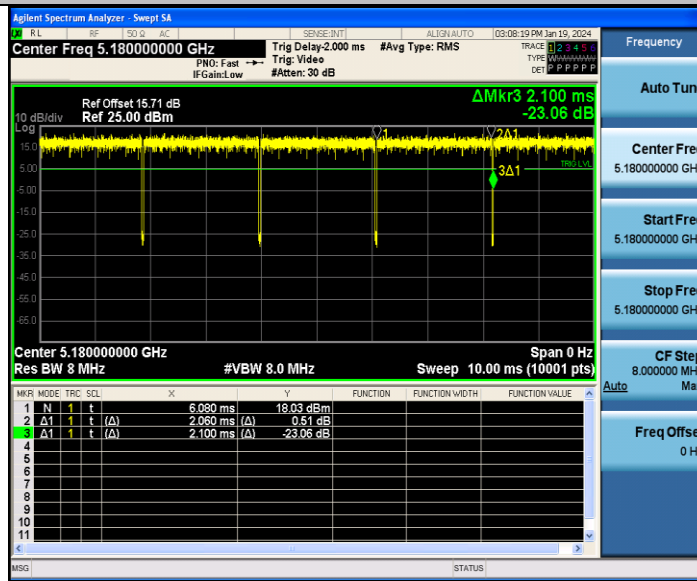 Agilent Spectrum Analyzer - Swept SA
RL RF 50 Ω AC SENSE:INT ALIGN AUTO 03:08:19 PM Jan 19, 2024
Center Freq 5.180000000 GHz
PNO: Fast
IFGain:Low
Trig Delay-2.000 ms
Trig: Video
#Atten: 30 dB
#Avg Type: RMS
TRACE 1 2 3 4 5 6
TYPE
DET P P P P P P
Ref Offset 15.71 dB
10 dB/div Ref 25.00 dBm
Log
ΔMkr3 2.100 ms
-23.06 dB
15.0
5.00
-5.00
-15.0
-25.0
-35.0
-45.0
-55.0
-65.0
1
2Δ1
TRIG LVL
3Δ1
Center 5.180000000 GHz Span 0 Hz
Res BW 8 MHz #VBW 8.0 MHz Sweep 10.00 ms (10001 pts)
MKR MODE TRC SCL X Y FUNCTION FUNCTION WIDTH FUNCTION VALUE
1 N 1 t 6.080 ms 18.03 dBm
2 Δ1 1 t (Δ) 2.060 ms (Δ) 0.51 dB
3 Δ1 1 t (Δ) 2.100 ms (Δ) -23.06 dB
4
5
6
7
8
9
10
11
MSG STATUS
Frequency
Auto Tun
Center Fre
5.180000000 GH
Start Fre
5.180000000 GH
Stop Fre
5.180000000 GH
CF Step
8.000000 MH
Auto Ma
Freq Offse
0 H